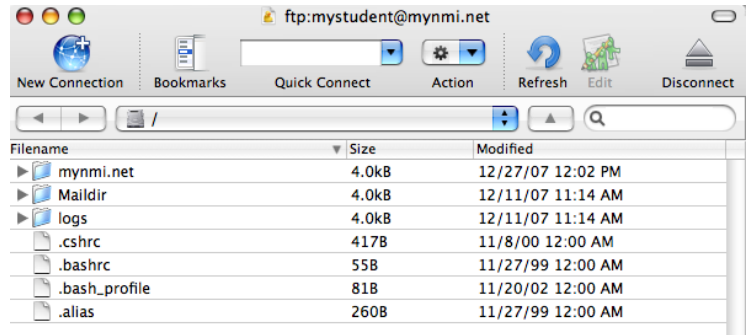 ftp:mystudent@mynmi.net
New Connection Bookmarks Quick Connect Action Refresh Edit Disconnect
/
Filename Size Modified
mynmi.net 4.0kB 12/27/07 12:02 PM
Maildir 4.0kB 12/11/07 11:14 AM
logs 4.0kB 12/11/07 11:14 AM
.cshrc 417B 11/8/00 12:00 AM
.bashrc 55B 11/27/99 12:00 AM
.bash_profile 81B 11/20/02 12:00 AM
.alias 260B 11/27/99 12:00 AM